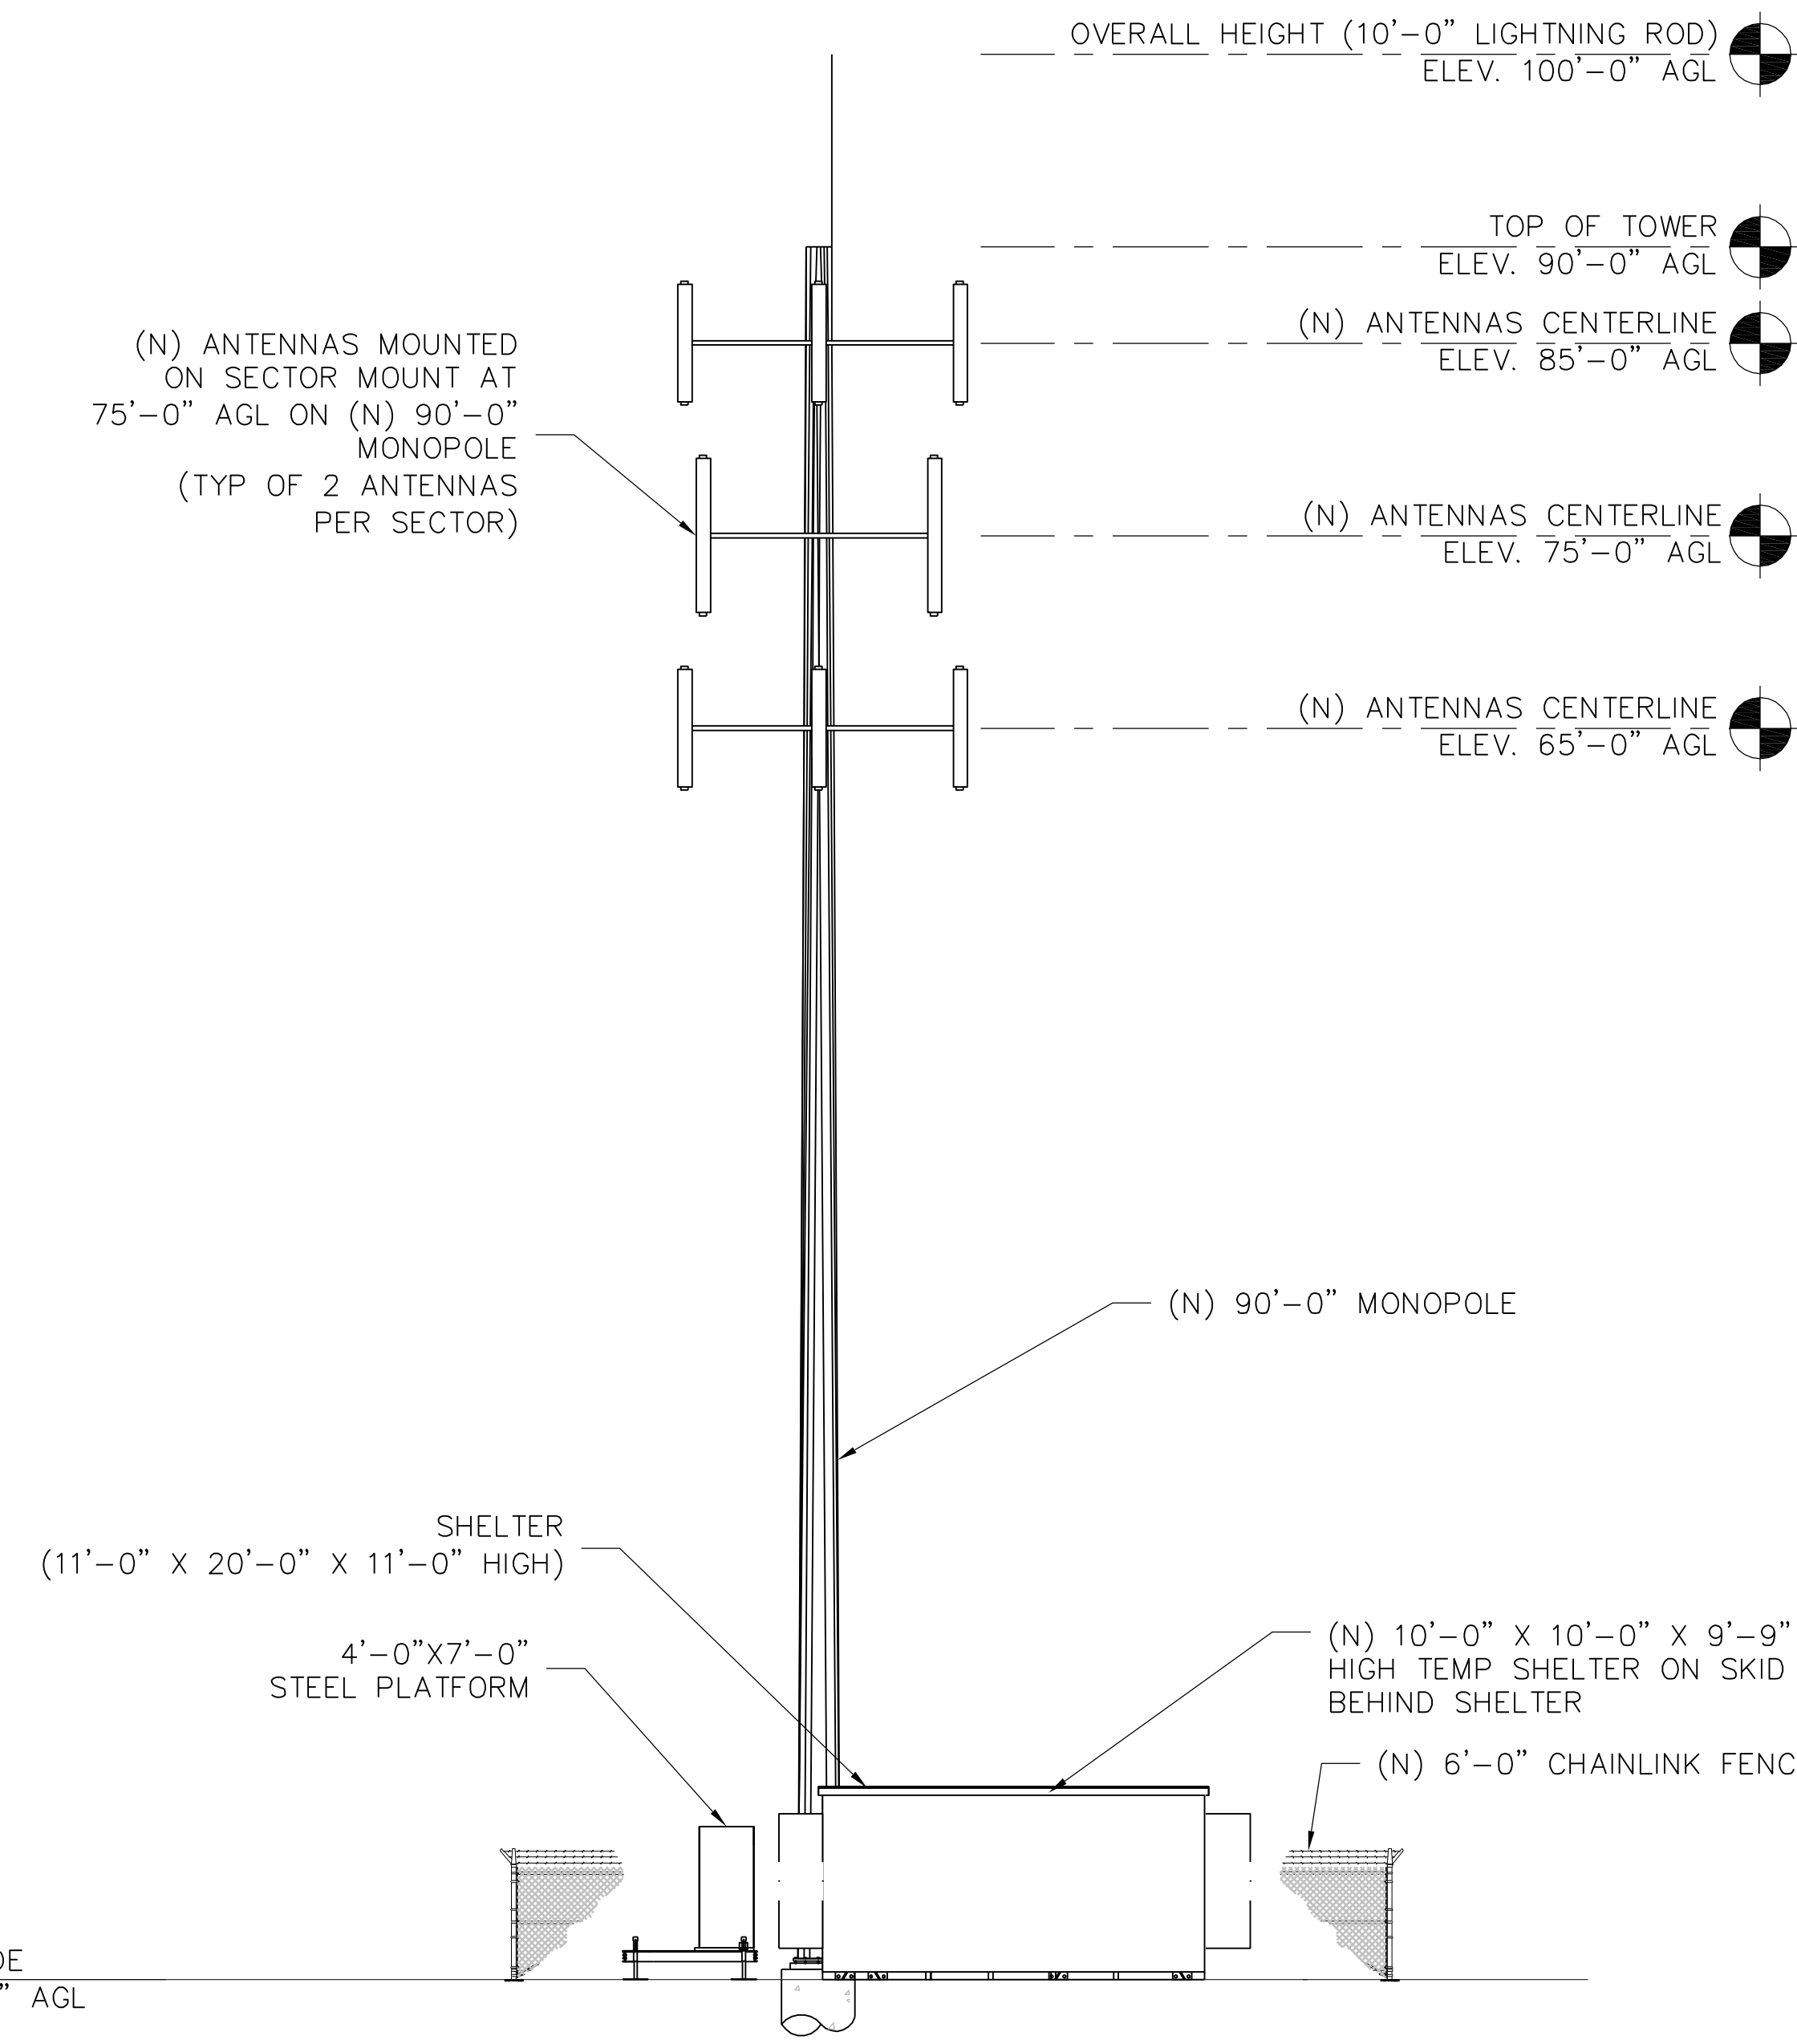 OVERALL HEIGHT (10'-0" LIGHTNING ROD)
ELEV. 100'-0" AGL
TOP OF TOWER
ELEV. 90'-0" AGL
(N) ANTENNAS CENTERLINE
ELEV. 85'-0" AGL
(N) ANTENNAS MOUNTED
ON SECTOR MOUNT AT
75'-0" AGL ON (N) 90'-0"
MONOPOLE
(TYP OF 2 ANTENNAS
PER SECTOR)
(N) ANTENNAS CENTERLINE
ELEV. 75'-0" AGL
(N) ANTENNAS CENTERLINE
ELEV. 65'-0" AGL
(N) 90'-0" MONOPOLE
SHELTER
(11'-0" X 20'-0" X 11'-0" HIGH)
4'-0"X7'-0"
STEEL PLATFORM
(N) 10'-0" X 10'-0" X 9'-9"
HIGH TEMP SHELTER ON SKID
BEHIND SHELTER
(N) 6'-0" CHAINLINK FENC
DE
" AGL